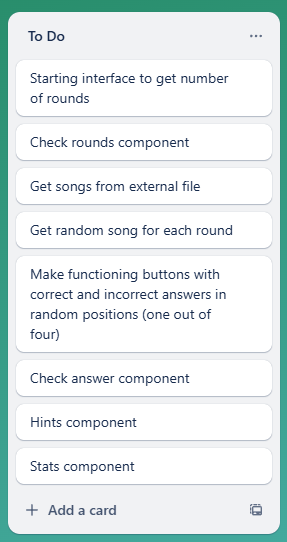 To Do
Starting interface to get number
of rounds
Check rounds component
Get songs from external file
Get random song for each round
Make functioning buttons with
correct and incorrect answers in
random positions (one out of
four)
Check answer component
Hints component
Stats component
Add a card